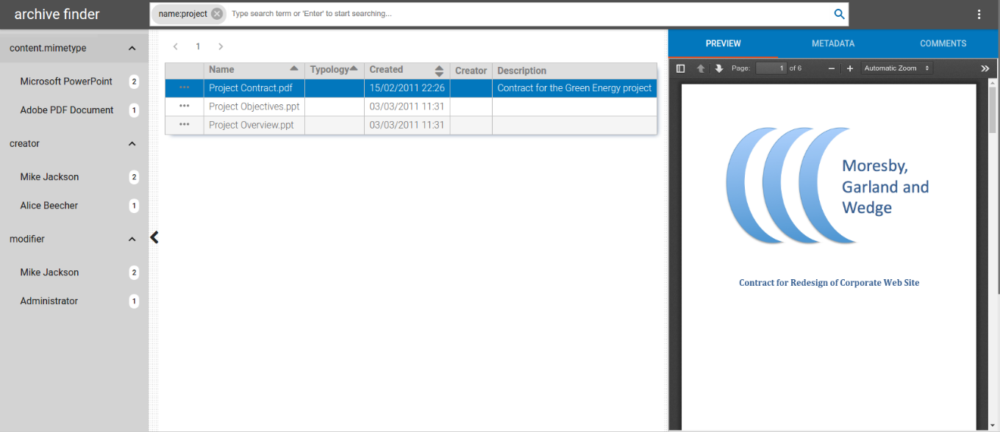 archive finder
name:project
Type search term or 'Enter' to start searching...
content.mimetype
Microsoft PowerPoint 2
Adobe PDF Document 1
creator
Mike Jackson 2
Alice Beecher 1
modifier
Mike Jackson 2
Administrator 1
1
Name Typology Created Creator Description
Project Contract.pdf 15/02/2011 22:26 Contract for the Green Energy project
Project Objectives.ppt 03/03/2011 11:31
Project Overview.ppt 03/03/2011 11:31
PREVIEW METADATA COMMENTS
Page: 1 of 6 Automatic Zoom
Moresby,
Garland and
Wedge
Contract for Redesign of Corporate Web Site